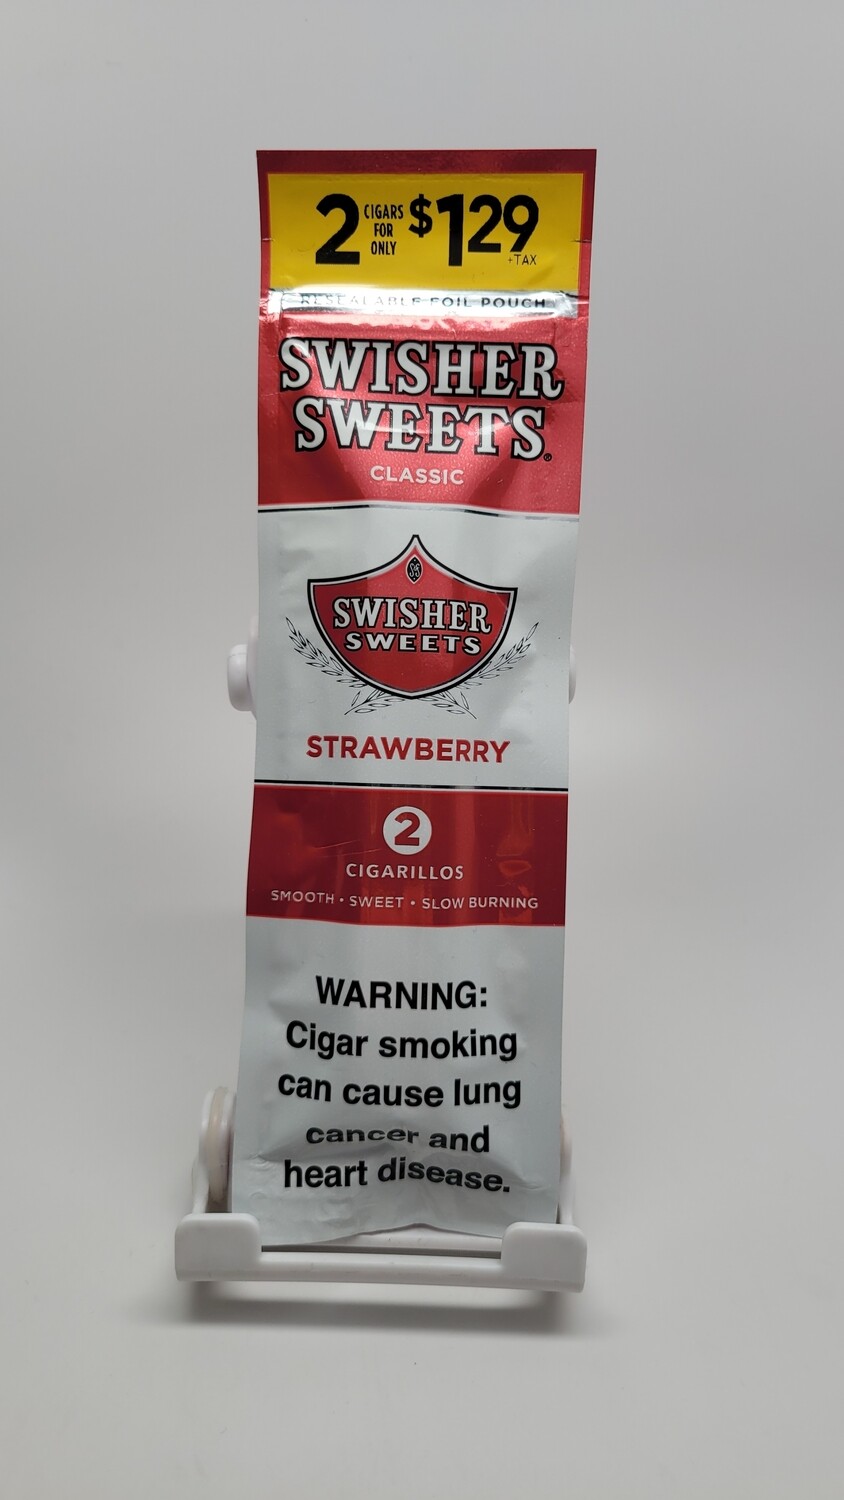 2 CIGARS FOR ONLY $1.29 +TAX
RESEALABLE FOIL POUCH
SWISHER
SWEETS®
CLASSIC
SWISHER
SWEETS
STRAWBERRY
2
CIGARILLOS
SMOOTH • SWEET • SLOW BURNING
WARNING:
Cigar smoking
can cause lung
cancer and
heart disease.